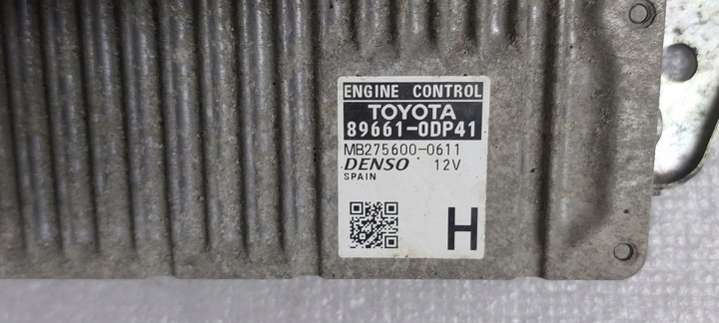 ENGINE CONTROL
TOYOTA
89661-0DP41
MB275600-0611
DENSO 12V
SPAIN
H